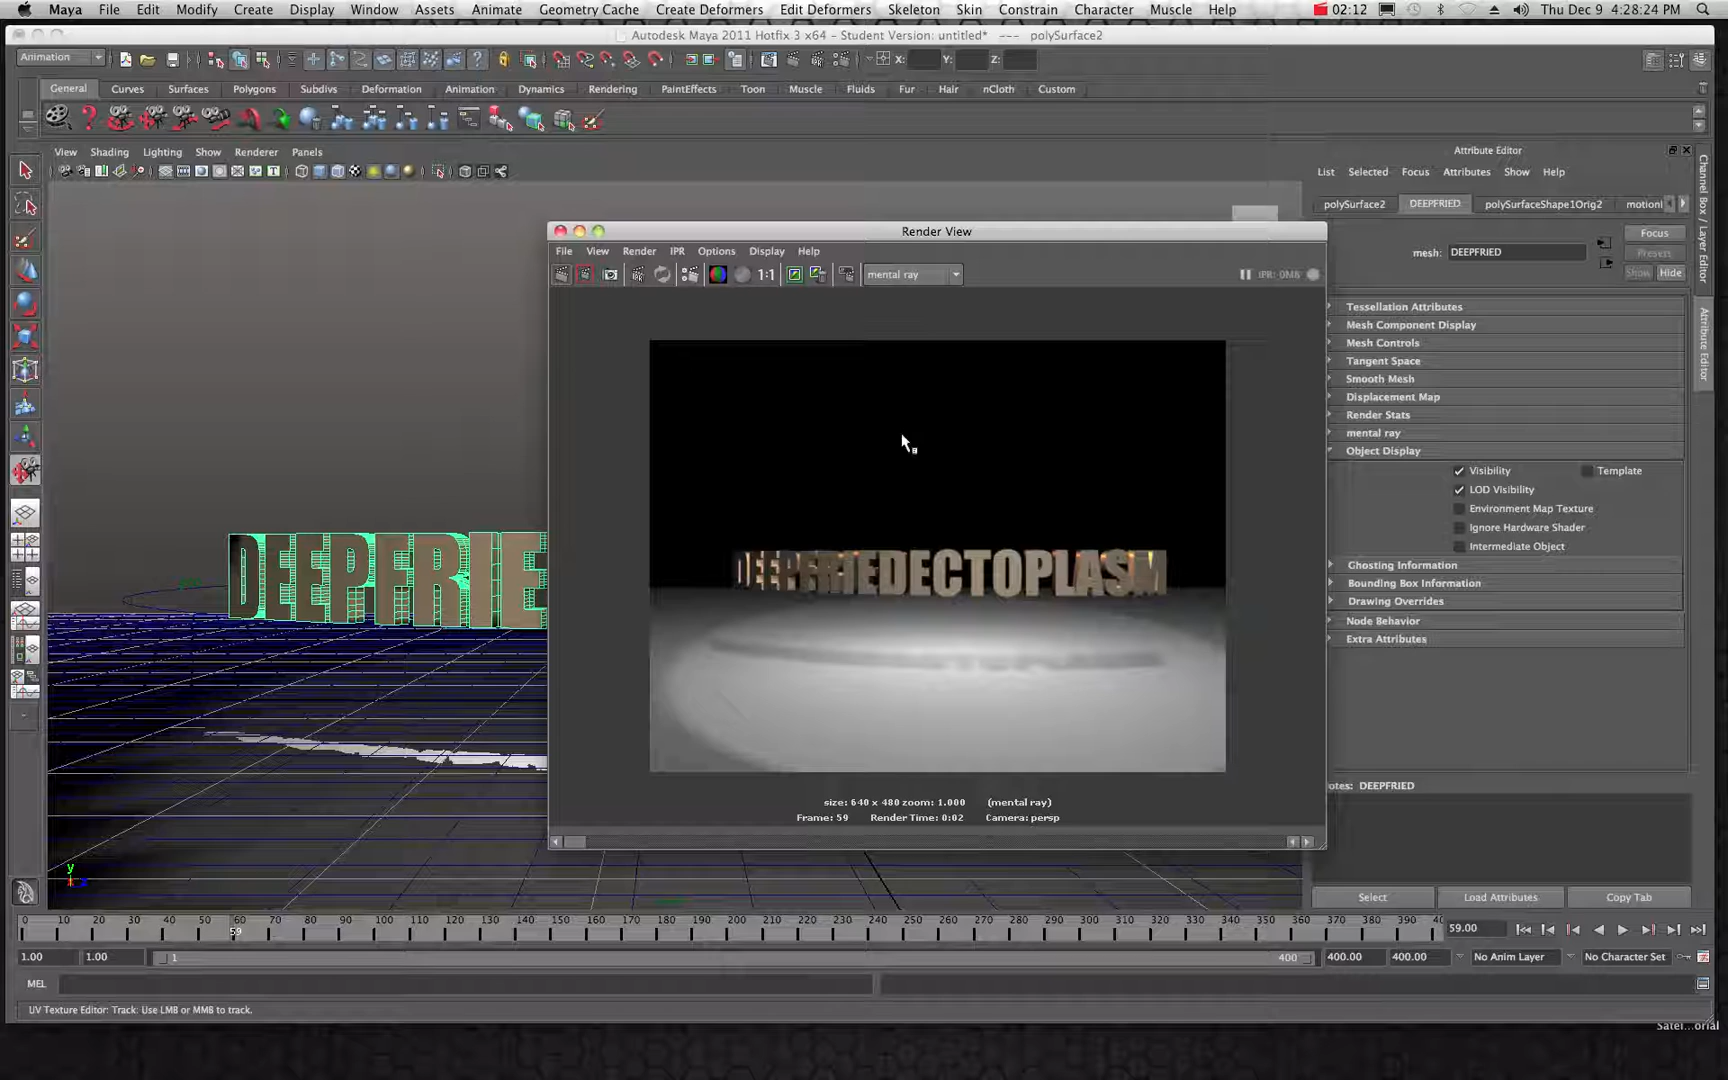 Maya File Edit Modify Create Display Window Assets Animate Geometry Cache Create Deformers Edit Deformers Skeleton Skin Constrain Character Muscle Help 02:12 Thu Dec 9 4:28:24 PM
Autodesk Maya 2011 Hotfix 3 x64 - Student Version: untitled* --- polySurface2
Animation X: Y: Z:
General Curves Surfaces Polygons Subdivs Deformation Animation Dynamics Rendering PaintEffects Toon Muscle Fluids Fur Hair nCloth Custom
View Shading Lighting Show Renderer Panels
Attribute Editor
List Selected Focus Attributes Show Help
polySurface2 DEEPFRIED polySurfaceShape1Orig2 motionl
mesh: DEEPFRIED
Focus
Presets
Show Hide
Tessellation Attributes
Mesh Component Display
Mesh Controls
Tangent Space
Smooth Mesh
Displacement Map
Render Stats
mental ray
Object Display
Visibility Template
LOD Visibility
Environment Map Texture
Ignore Hardware Shader
Intermediate Object
Ghosting Information
Bounding Box Information
Drawing Overrides
Node Behavior
Extra Attributes
otes: DEEPFRIED
Select Load Attributes Copy Tab
Channel Box / Layer Editor
Attribute Editor
Render View
File View Render IPR Options Display Help
1:1 mental ray IPR: 0MB
DEEPFRIEDECTOPLASM
size: 640 x 480 zoom: 1.000 (mental ray)
Frame: 59 Render Time: 0:02 Camera: persp
DEEPFRIE
y
0 10 20 30 40 50 60 70 80 90 100 110 120 130 140 150 160 170 180 190 200 210 220 230 240 250 260 270 280 290 300 310 320 330 340 350 360 370 380 390 40
59
59.00
1.00 1.00 1 400 400.00 400.00 No Anim Layer No Character Set
MEL
UV Texture Editor: Track: Use LMB or MMB to track.
Satel...orial